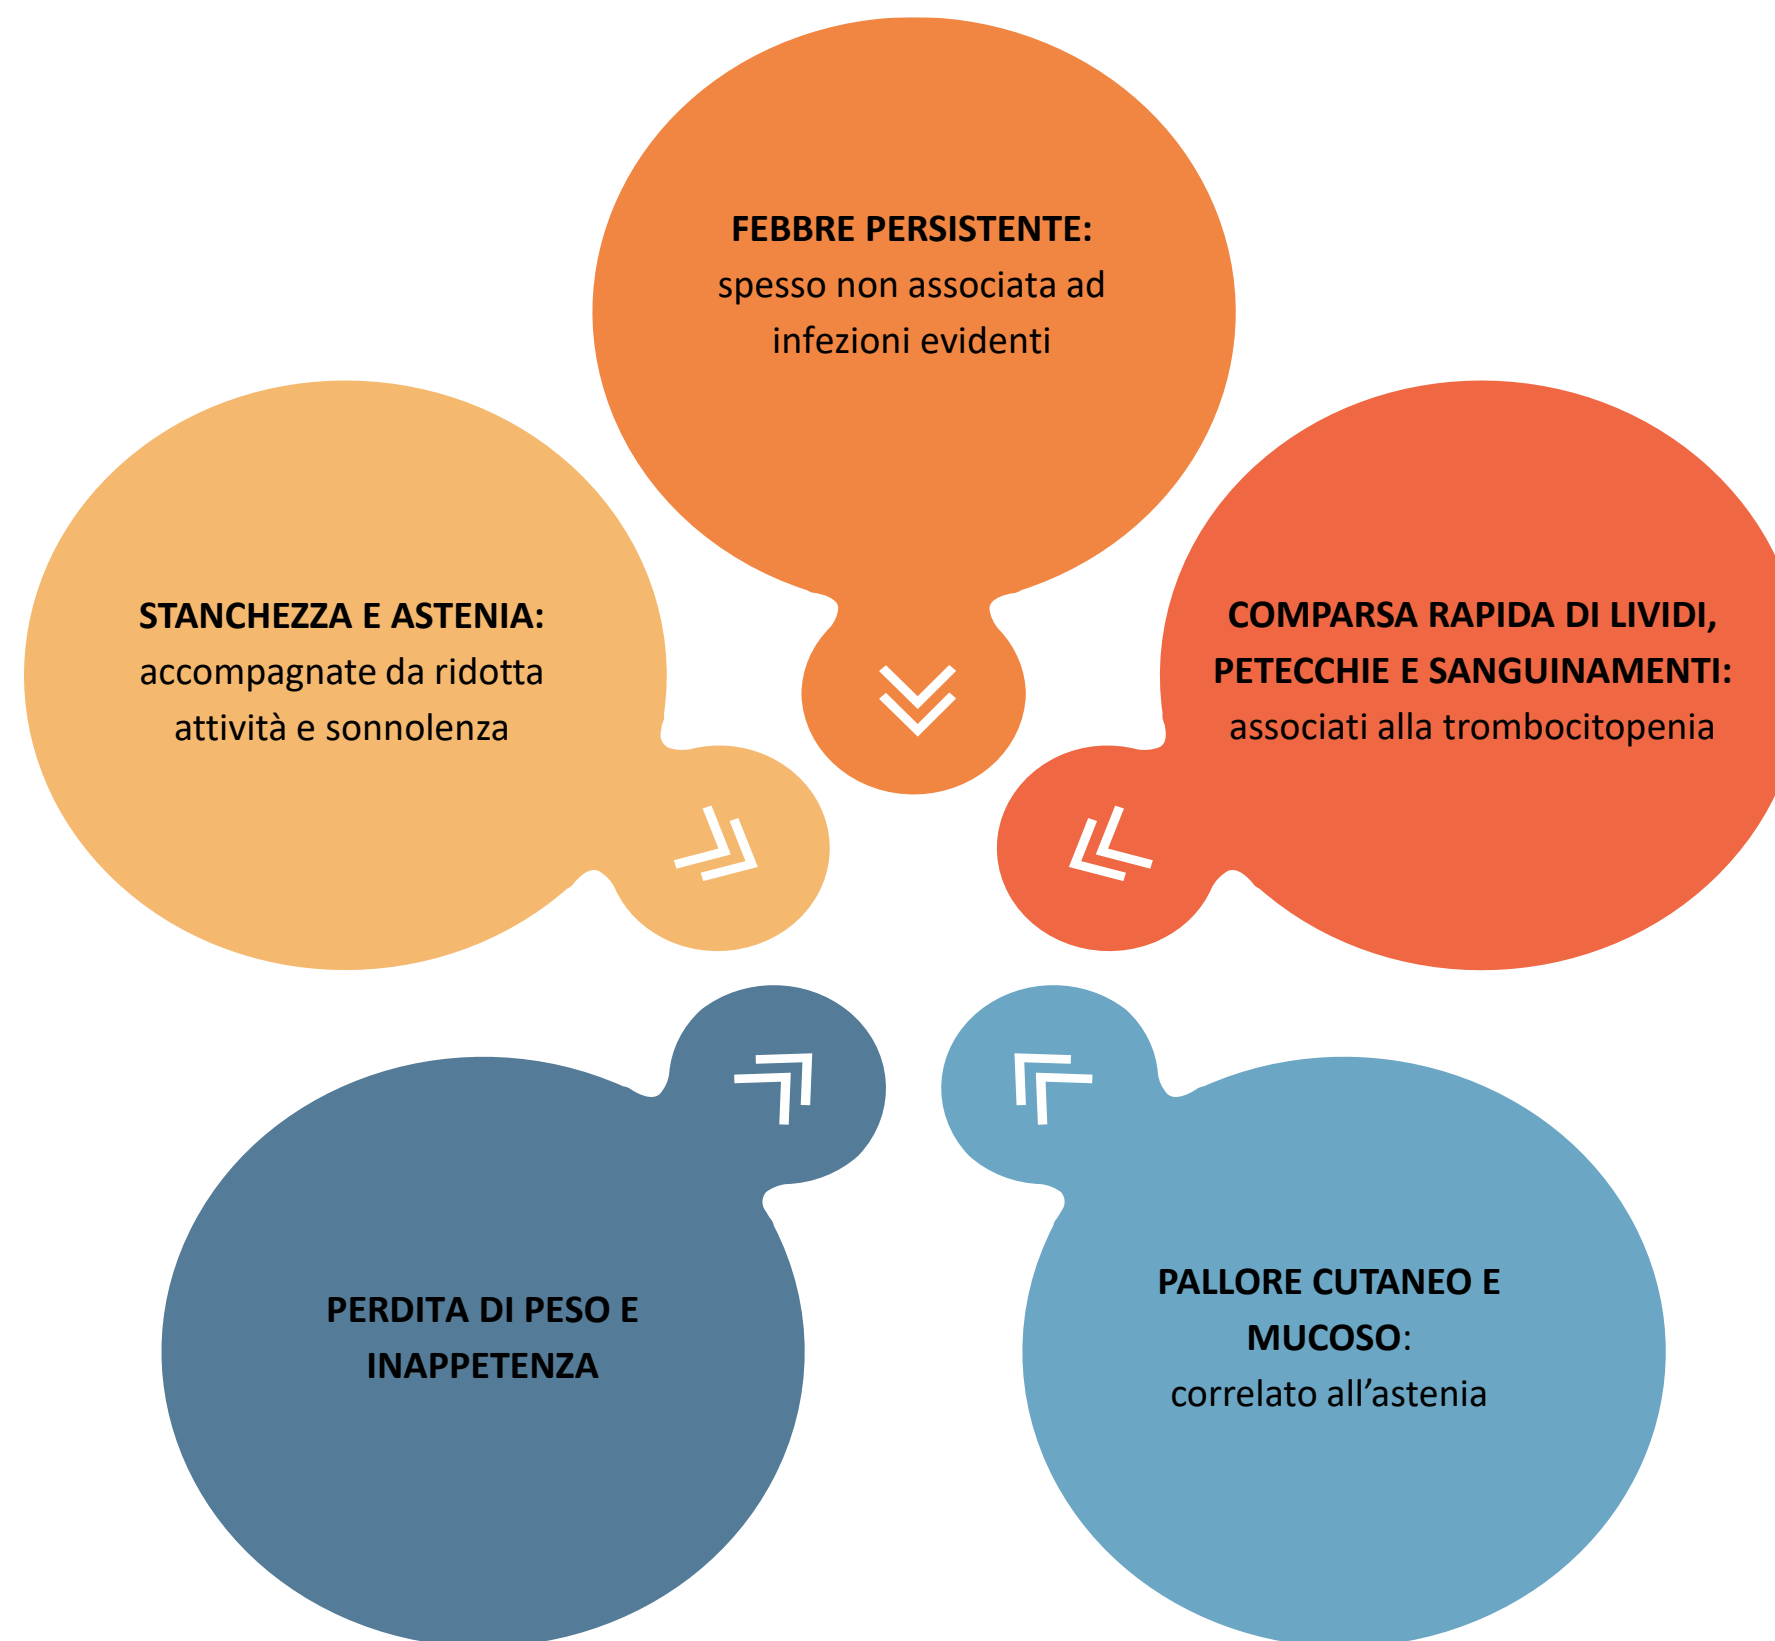 FEBBRE PERSISTENTE:
spesso non associata ad
infezioni evidenti
STANCHEZZA E ASTENIA:
accompagnate da ridotta
attività e sonnolenza
COMPARSA RAPIDA DI LIVIDI,
PETECCHIE E SANGUINAMENTI:
associati alla trombocitopenia
PERDITA DI PESO E
INAPPETENZA
PALLORE CUTANEO E
MUCOSO:
correlato all’astenia